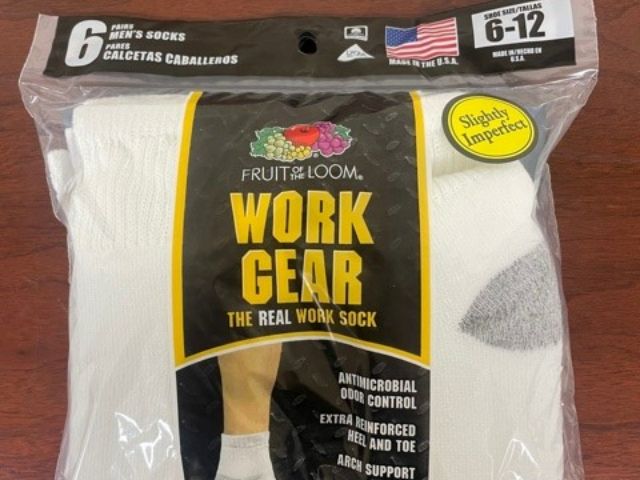 6 PAIRS
MEN'S SOCKS
PARES
CALCETAS CABALLEROS
MADE IN THE U.S.A.
SHOE SIZE/TALLAS
6-12
MADE IN/HECHO EN
U.S.A.
Slightly
Imperfect
FRUIT OF THE LOOM®
WORK
GEAR
THE REAL WORK SOCK
ANTIMICROBIAL
ODOR CONTROL
EXTRA REINFORCED
HEEL AND TOE
ARCH SUPPORT